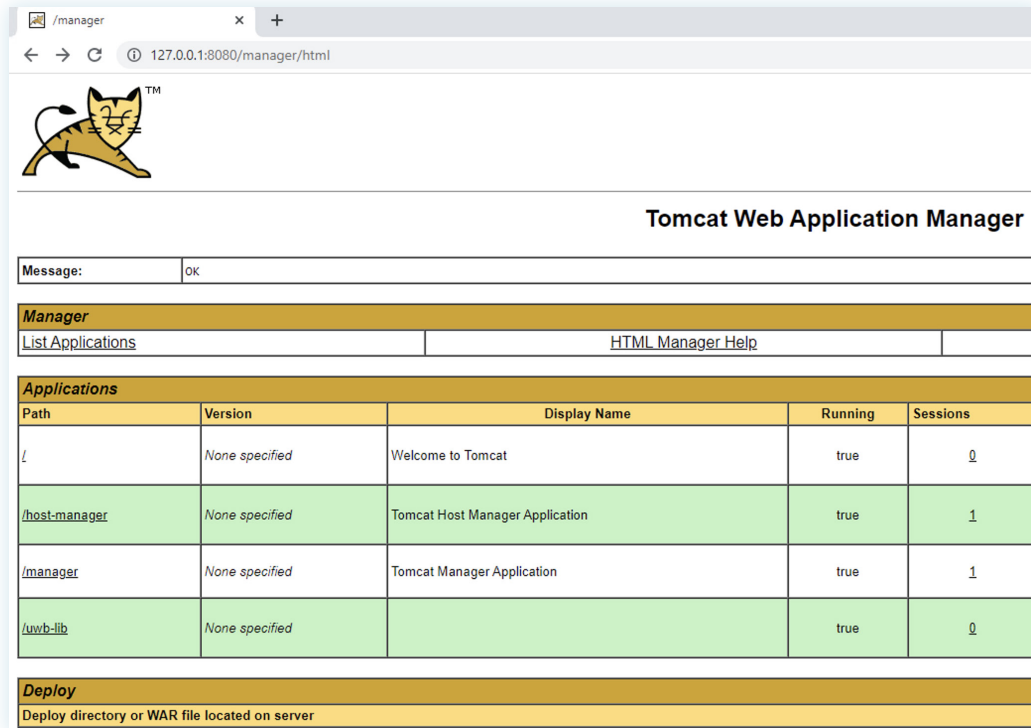 /manager
127.0.0.1:8080/manager/html
TM
Tomcat Web Application Manager
Message: OK
Manager
List Applications HTML Manager Help
Applications
Path Version Display Name Running Sessions
/ None specified Welcome to Tomcat true 0
/host-manager None specified Tomcat Host Manager Application true 1
/manager None specified Tomcat Manager Application true 1
/uwb-lib None specified true 0
Deploy
Deploy directory or WAR file located on server